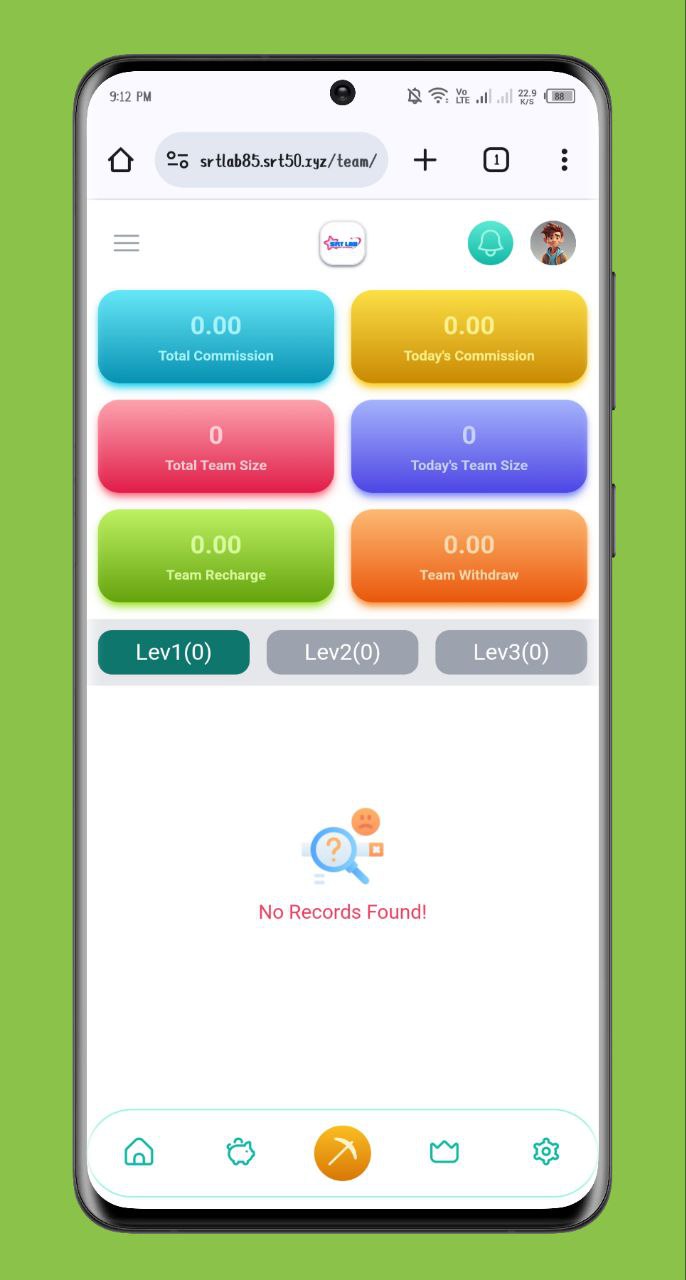 9:12 PM
Vo
LTE
22.9
K/S
88
srtlab85.srt50.xyz/team/
1
SRT LAB
0.00
Total Commission
0.00
Today's Commission
0
Total Team Size
0
Today's Team Size
0.00
Team Recharge
0.00
Team Withdraw
Lev1(0)
Lev2(0)
Lev3(0)
?
No Records Found!